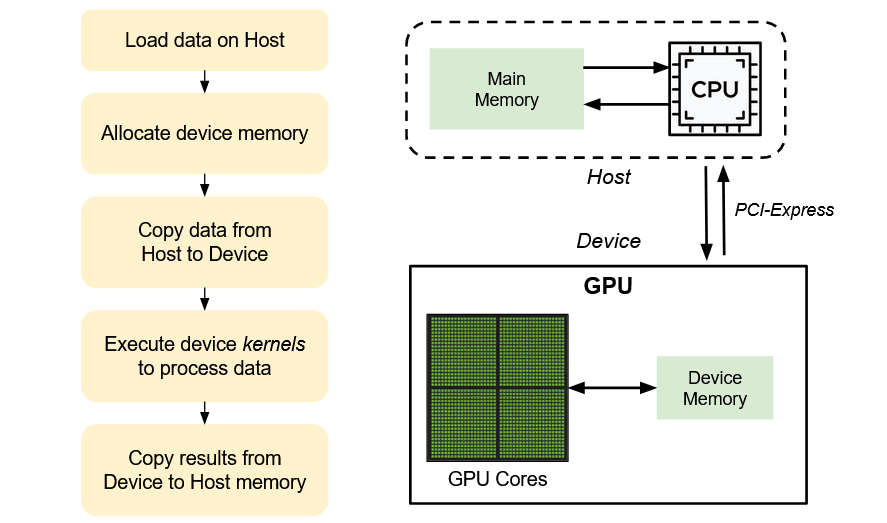 Load data on Host
Allocate device memory
Copy data from
Host to Device
Execute device kernels
to process data
Copy results from
Device to Host memory
Main
Memory
CPU
Host
PCI-Express
Device
GPU
Device
Memory
GPU Cores